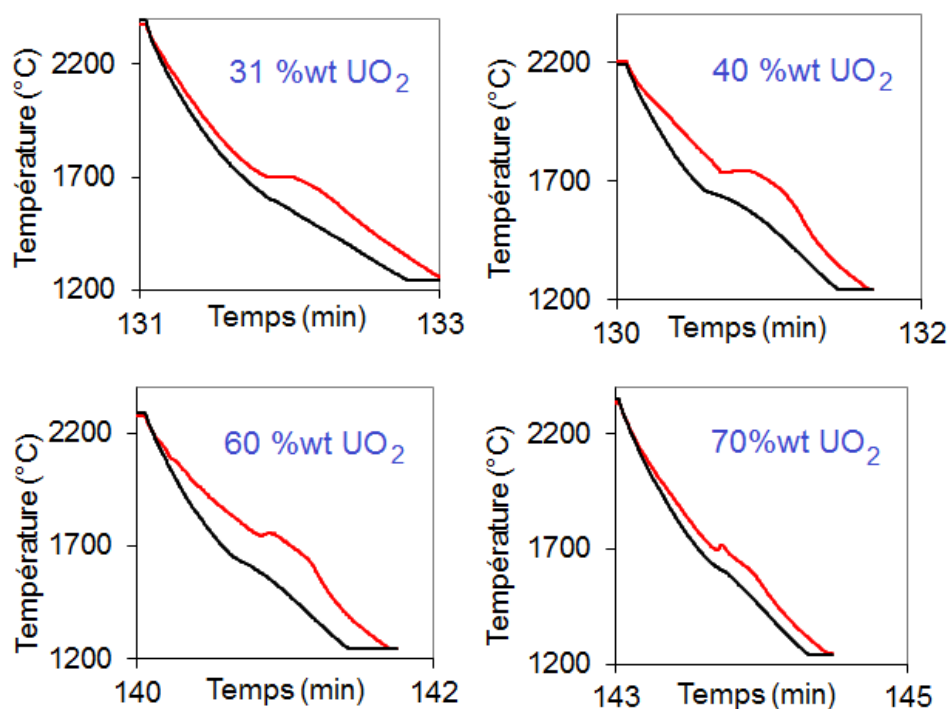 Température (°C)
2200
1700
1200
31 %wt UO₂
131
Temps (min)
133
Température (°C)
2200
1700
1200
40 %wt UO₂
130
Temps (min)
132
Température (°C)
2200
1700
1200
60 %wt UO₂
140
Temps (min)
142
Température (°C)
2200
1700
1200
70%wt UO₂
143
Temps (min)
145